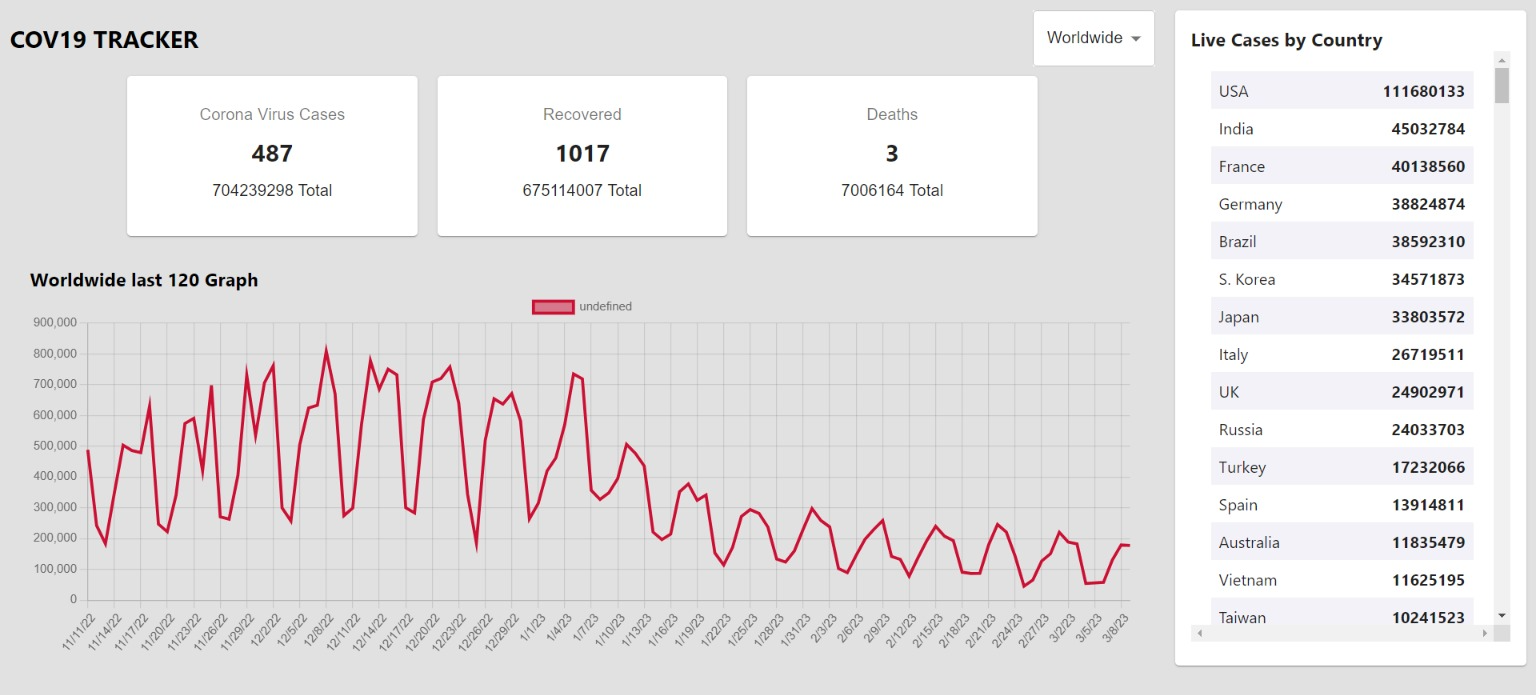 COV19 TRACKER
Worldwide
Corona Virus Cases
487
704239298 Total
Recovered
1017
675114007 Total
Deaths
3
7006164 Total
Worldwide last 120 Graph
undefined
900,000
800,000
700,000
600,000
500,000
400,000
300,000
200,000
100,000
0
11/11/22
11/14/22
11/17/22
11/20/22
11/23/22
11/26/22
11/29/22
12/2/22
12/5/22
12/8/22
12/11/22
12/14/22
12/17/22
12/20/22
12/23/22
12/26/22
12/29/22
1/1/23
1/4/23
1/7/23
1/10/23
1/13/23
1/16/23
1/19/23
1/22/23
1/25/23
1/28/23
1/31/23
2/3/23
2/6/23
2/9/23
2/12/23
2/15/23
2/18/23
2/21/23
2/24/23
2/27/23
3/2/23
3/5/23
3/8/23
Live Cases by Country
USA 111680133
India 45032784
France 40138560
Germany 38824874
Brazil 38592310
S. Korea 34571873
Japan 33803572
Italy 26719511
UK 24902971
Russia 24033703
Turkey 17232066
Spain 13914811
Australia 11835479
Vietnam 11625195
Taiwan 10241523